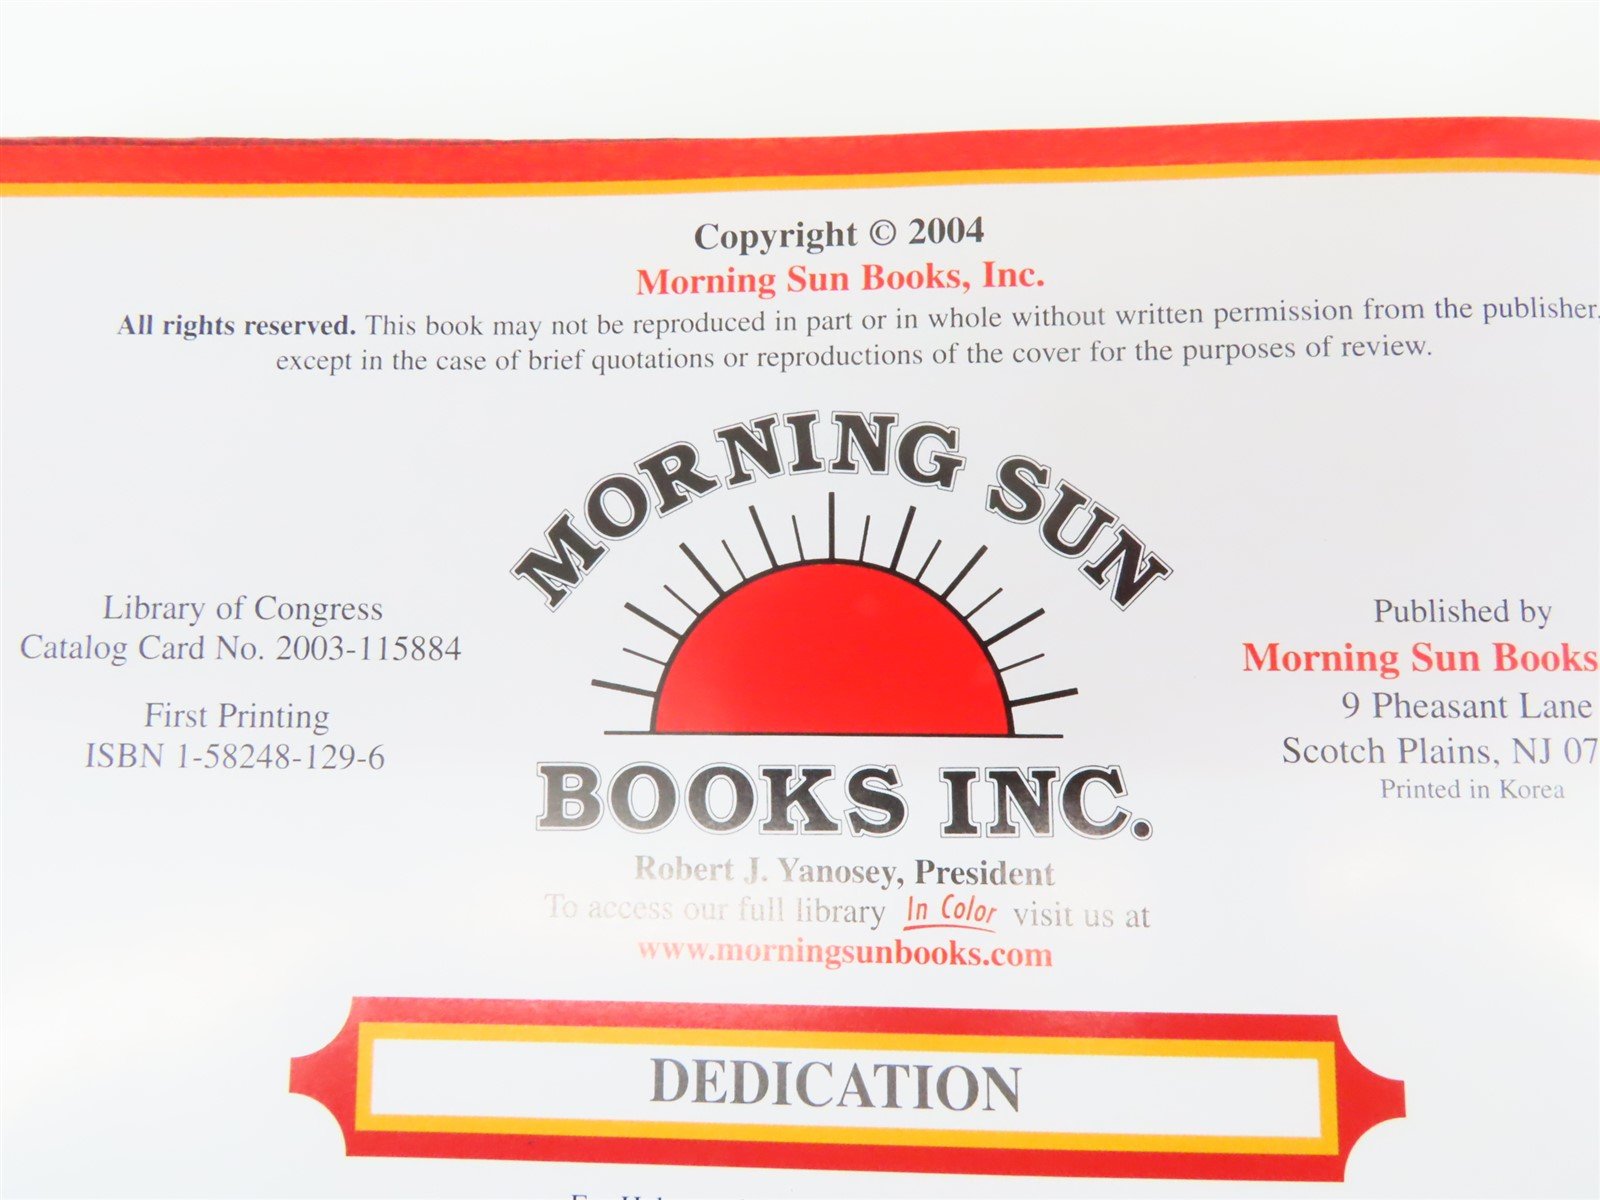 Copyright © 2004
Morning Sun Books, Inc.
All rights reserved. This book may not be reproduced in part or in whole without written permission from the publisher,
except in the case of brief quotations or reproductions of the cover for the purposes of review.
MORNING SUN
BOOKS INC.
Library of Congress
Catalog Card No. 2003-115884
First Printing
ISBN 1-58248-129-6
Published by
Morning Sun Books
9 Pheasant Lane
Scotch Plains, NJ 07
Printed in Korea
Robert J. Yanosey, President
To access our full library In Color visit us at
www.morningsunbooks.com
DEDICATION